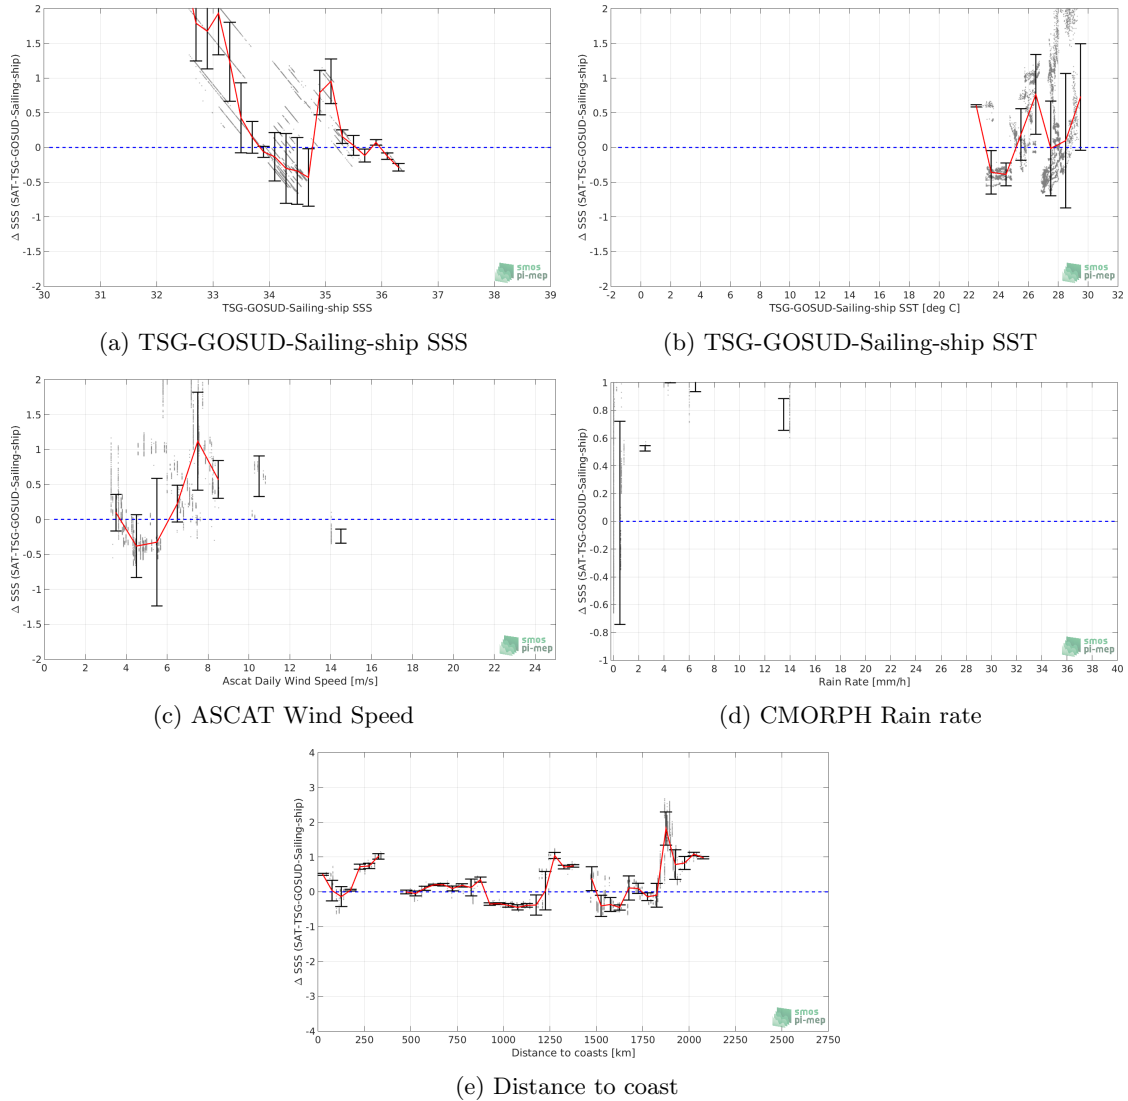 2
1.5
1
0.5
0
-0.5
-1
-1.5
-2
Δ SSS (SAT-TSG-GOSUD-Sailing-ship)
30 31 32 33 34 35 36 37 38 39
TSG-GOSUD-Sailing-ship SSS
smos
pi-mep
(a) TSG-GOSUD-Sailing-ship SSS
2
1.5
1
0.5
0
-0.5
-1
-1.5
-2
Δ SSS (SAT-TSG-GOSUD-Sailing-ship)
-2 0 2 4 6 8 10 12 14 16 18 20 22 24 26 28 30 32
TSG-GOSUD-Sailing-ship SST [deg C]
smos
pi-mep
(b) TSG-GOSUD-Sailing-ship SST
2
1.5
1
0.5
0
-0.5
-1
-1.5
-2
Δ SSS (SAT-TSG-GOSUD-Sailing-ship)
0 2 4 6 8 10 12 14 16 18 20 22 24
Ascat Daily Wind Speed [m/s]
smos
pi-mep
(c) ASCAT Wind Speed
1
0.8
0.6
0.4
0.2
0
-0.2
-0.4
-0.6
-0.8
-1
Δ SSS (SAT-TSG-GOSUD-Sailing-ship)
0 2 4 6 8 10 12 14 16 18 20 22 24 26 28 30 32 34 36 38 40
Rain Rate [mm/h]
smos
pi-mep
(d) CMORPH Rain rate
4
3
2
1
0
-1
-2
-3
-4
Δ SSS (SAT-TSG-GOSUD-Sailing-ship)
0 250 500 750 1000 1250 1500 1750 2000 2250 2500 2750
Distance to coasts [km]
smos
pi-mep
(e) Distance to coast